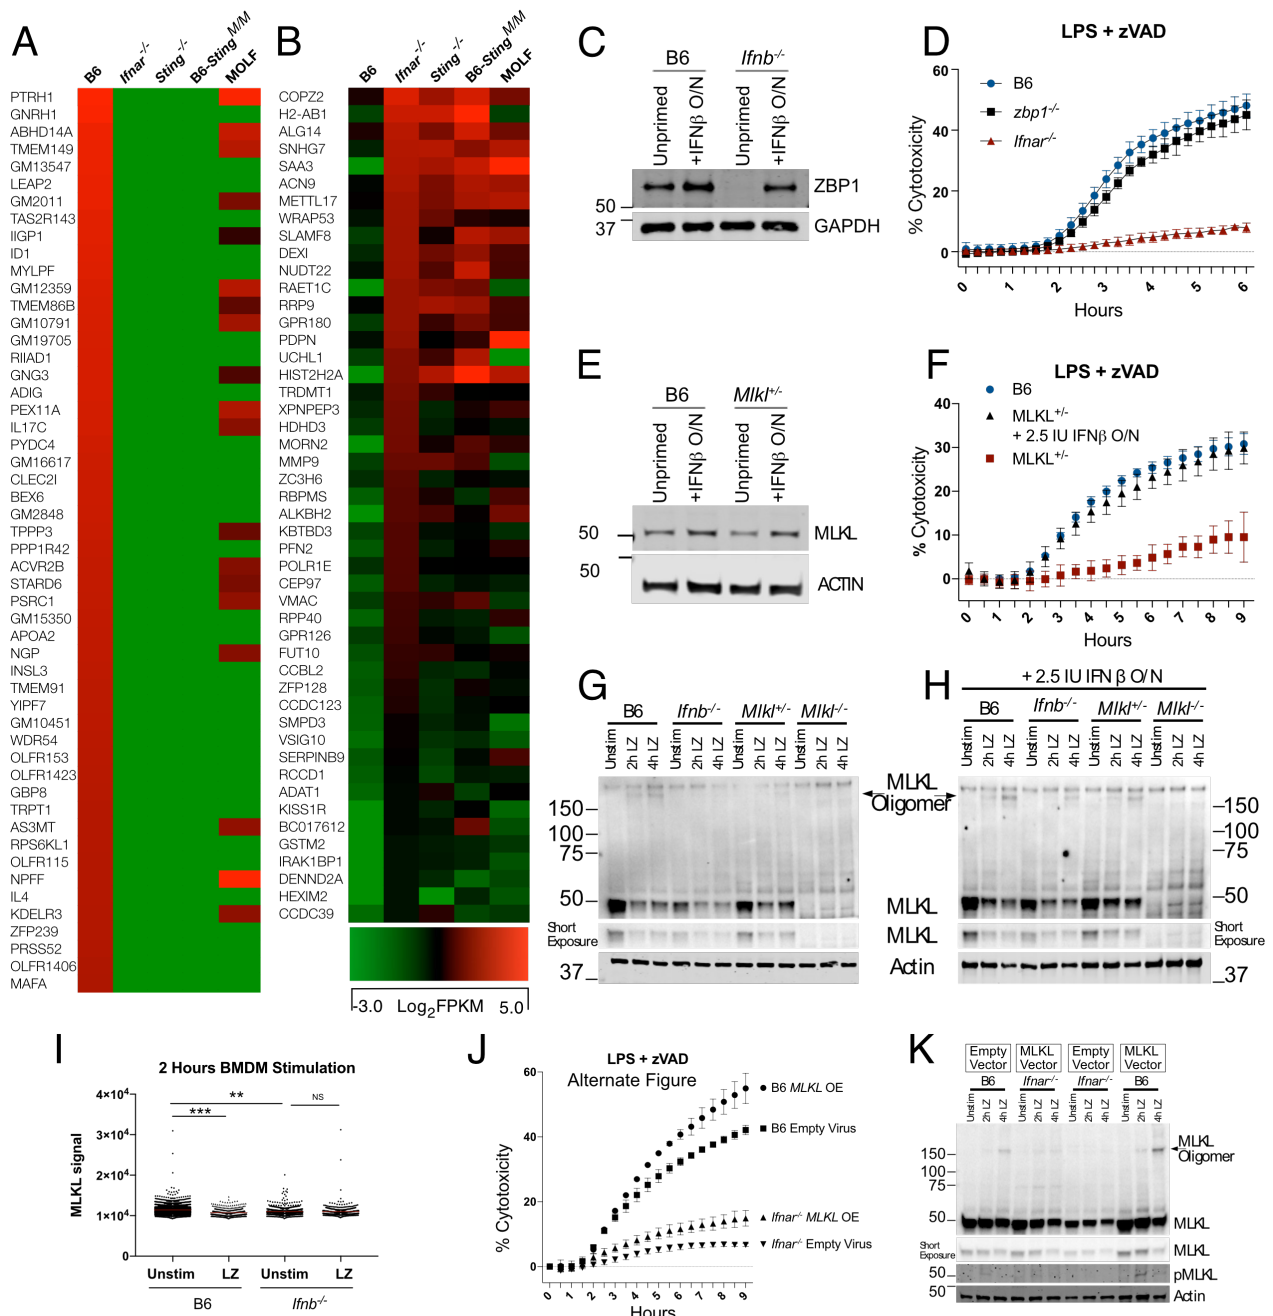 A
B6
Ifnar-/-
Sting-/-
B6-StingM/M
MOLF
PTRH1
GNRH1
ABHD14A
TMEM149
GM13547
LEAP2
GM2011
TAS2R143
IIGP1
ID1
MYLPF
GM12359
TMEM86B
GM10791
GM19705
RIIAD1
GNG3
ADIG
PEX11A
IL17C
PYDC4
GM16617
CLEC2I
BEX6
GM2848
TPPP3
PPP1R42
ACVR2B
STARD6
PSRC1
GM15350
APOA2
NGP
INSL3
TMEM91
YIPF7
GM10451
WDR54
OLFR153
OLFR1423
GBP8
TRPT1
AS3MT
RPS6KL1
OLFR115
NPFF
IL4
KDELR3
ZFP239
PRSS52
OLFR1406
MAFA
B
B6
Ifnar-/-
Sting-/-
B6-StingM/M
MOLF
COPZ2
H2-AB1
ALG14
SNHG7
SAA3
ACN9
METTL17
WRAP53
SLAMF8
DEXI
NUDT22
RAET1C
RRP9
GPR180
PDPN
UCHL1
HIST2H2A
TRDMT1
XPNPEP3
HDHD3
MORN2
MMP9
ZC3H6
RBPMS
ALKBH2
KBTBD3
PFN2
POLR1E
CEP97
VMAC
RPP40
GPR126
FUT10
CCBL2
ZFP128
CCDC123
SMPD3
VSIG10
SERPINB9
RCCD1
ADAT1
KISS1R
BC017612
GSTM2
IRAK1BP1
DENND2A
HEXIM2
CCDC39
-3.0 Log2FPKM 5.0
C
B6 Ifnb-/-
Unprimed
+IFNβ O/N
Unprimed
+IFNβ O/N
ZBP1
50
37
GAPDH
D
LPS + zVAD
B6
zbp1-/-
Ifnar-/-
% Cytotoxicity
60
40
20
0
0 1 2 3 4 5 6
Hours
E
B6 Mlkl+/-
Unprimed
+IFNβ O/N
Unprimed
+IFNβ O/N
50
MLKL
50
ACTIN
F
LPS + zVAD
B6
MLKL+/-
+ 2.5 IU IFNβ O/N
MLKL+/-
% Cytotoxicity
40
30
20
10
0
0 1 2 3 4 5 6 7 8 9
Hours
G
B6 Ifnb-/- Mlkl+/- Mlkl-/-
Unstim 2h LZ 4h LZ Unstim 2h LZ 4h LZ Unstim 2h LZ 4h LZ Unstim 2h LZ 4h LZ
150
100
75
50
Short
Exposure
37
MLKL
Oligomer
MLKL
MLKL
Actin
H
+ 2.5 IU IFN β O/N
B6 Ifnb-/- Mlkl+/- Mlkl-/-
Unstim 2h LZ 4h LZ Unstim 2h LZ 4h LZ Unstim 2h LZ 4h LZ Unstim 2h LZ 4h LZ
150
100
75
50
Short
Exposure
37
I
2 Hours BMDM Stimulation
MLKL signal
4×10⁴
3×10⁴
2×10⁴
1×10⁴
0
***
**
NS
Unstim LZ Unstim LZ
B6 Ifnb-/-
J
LPS + zVAD
Alternate Figure
% Cytotoxicity
60
40
20
0
B6 MLKL OE
B6 Empty Virus
Ifnar-/- MLKL OE
Ifnar-/- Empty Virus
0 1 2 3 4 5 6 7 8 9
Hours
K
Empty Vector
MLKL Vector
Empty Vector
MLKL Vector
B6 Ifnar-/- Ifnar-/- B6
Unstim 2h LZ 4h LZ Unstim 2h LZ 4h LZ Unstim 2h LZ 4h LZ Unstim 2h LZ 4h LZ
150
100
75
50
MLKL
Oligomer
MLKL
Short
Exposure
MLKL
50
pMLKL
50
Actin